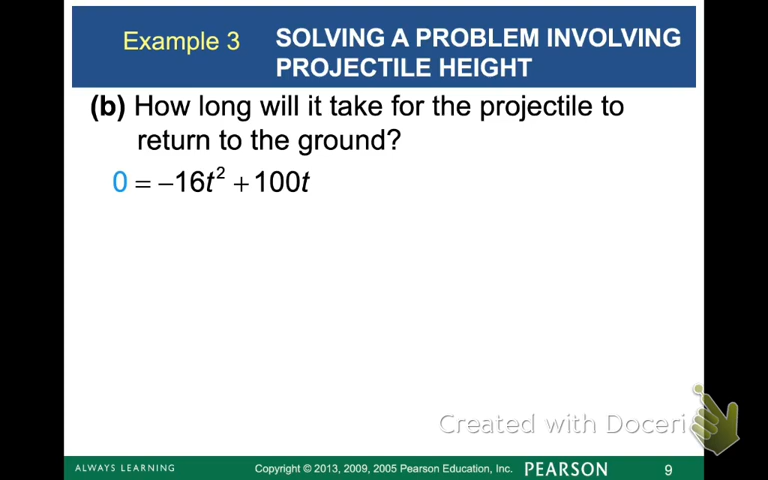 Example 3
SOLVING A PROBLEM INVOLVING
PROJECTILE HEIGHT
(b) How long will it take for the projectile to
return to the ground?
0 = –16t² + 100t
Created with Doceri
ALWAYS LEARNING
Copyright © 2013, 2009, 2005 Pearson Education, Inc.
PEARSON
9